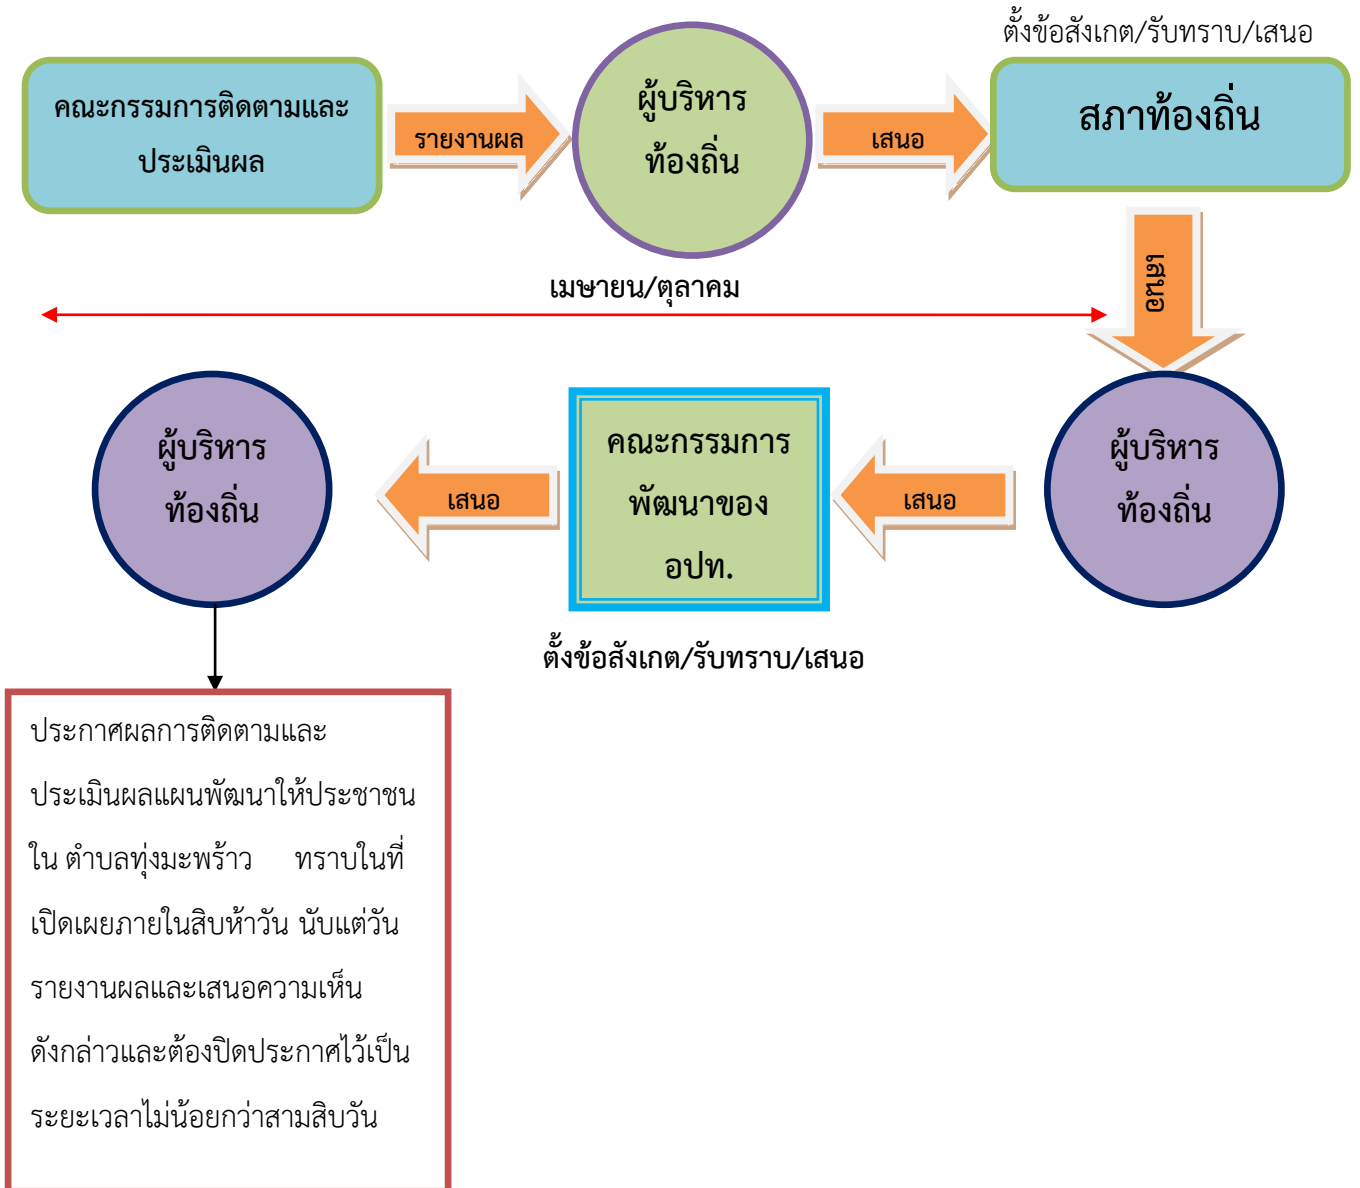 ตั้งข้อสังเกต/รับทราบ/เสนอ
คณะกรรมการติดตามและ
ประเมินผล
รายงานผล
ผู้บริหาร
ท้องถิ่น
เสนอ
สภาท้องถิ่น
เสนอ
เมษายน/ตุลาคม
ผู้บริหาร
ท้องถิ่น
เสนอ
คณะกรรมการ
พัฒนาของ
อปท.
ตั้งข้อสังเกต/รับทราบ/เสนอ
เสนอ
ผู้บริหาร
ท้องถิ่น
ประกาศผลการติดตามและ
ประเมินผลแผนพัฒนาให้ประชาชน
ใน ตำบลทุ่งมะพร้าว ทราบในที่
เปิดเผยภายในสิบห้าวัน นับแต่วัน
รายงานผลและเสนอความเห็น
ดังกล่าวและต้องปิดประกาศไว้เป็น
ระยะเวลาไม่น้อยกว่าสามสิบวัน